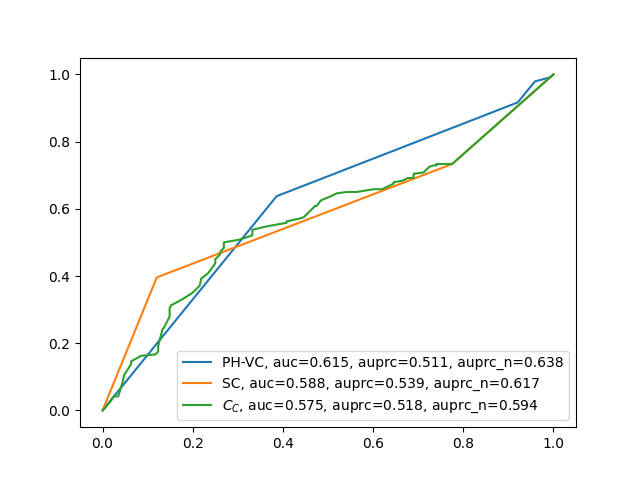 1.0
0.8
0.6
0.4
0.2
0.0
PH-VC, auc=0.615, auprc=0.511, auprc_n=0.638
SC, auc=0.588, auprc=0.539, auprc_n=0.617
C_C, auc=0.575, auprc=0.518, auprc_n=0.594
0.0 0.2 0.4 0.6 0.8 1.0